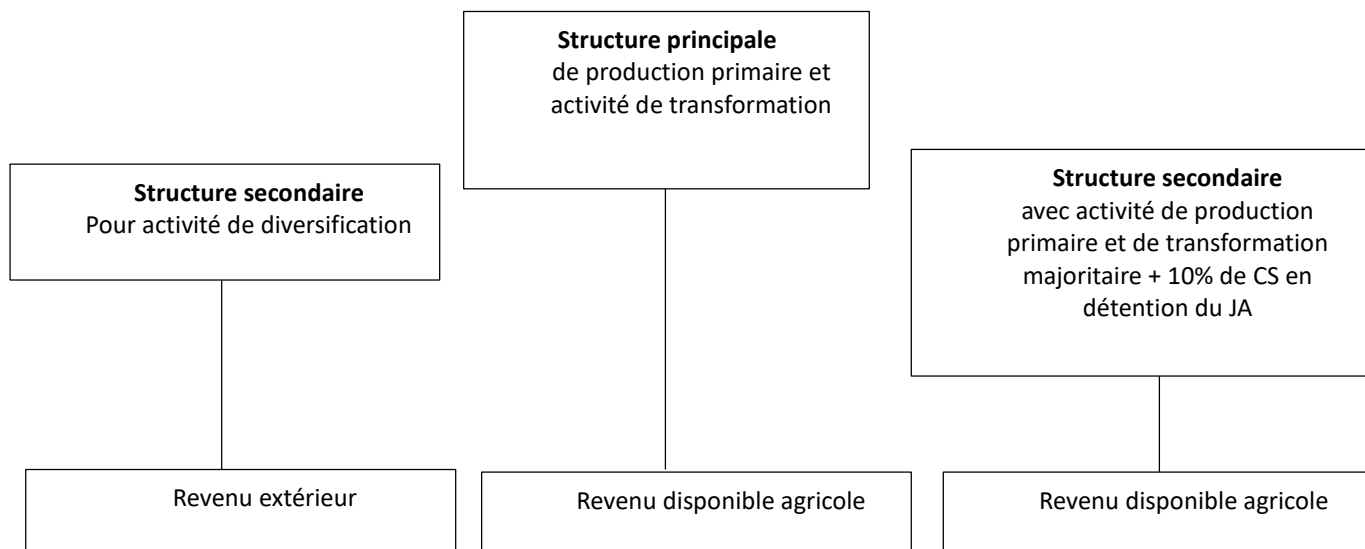 Structure principale
de production primaire et
activité de transformation
Structure secondaire
Pour activité de diversification
Structure secondaire
avec activité de production
primaire et de transformation
majoritaire + 10% de CS en
détention du JA
Revenu extérieur
Revenu disponible agricole
Revenu disponible agricole